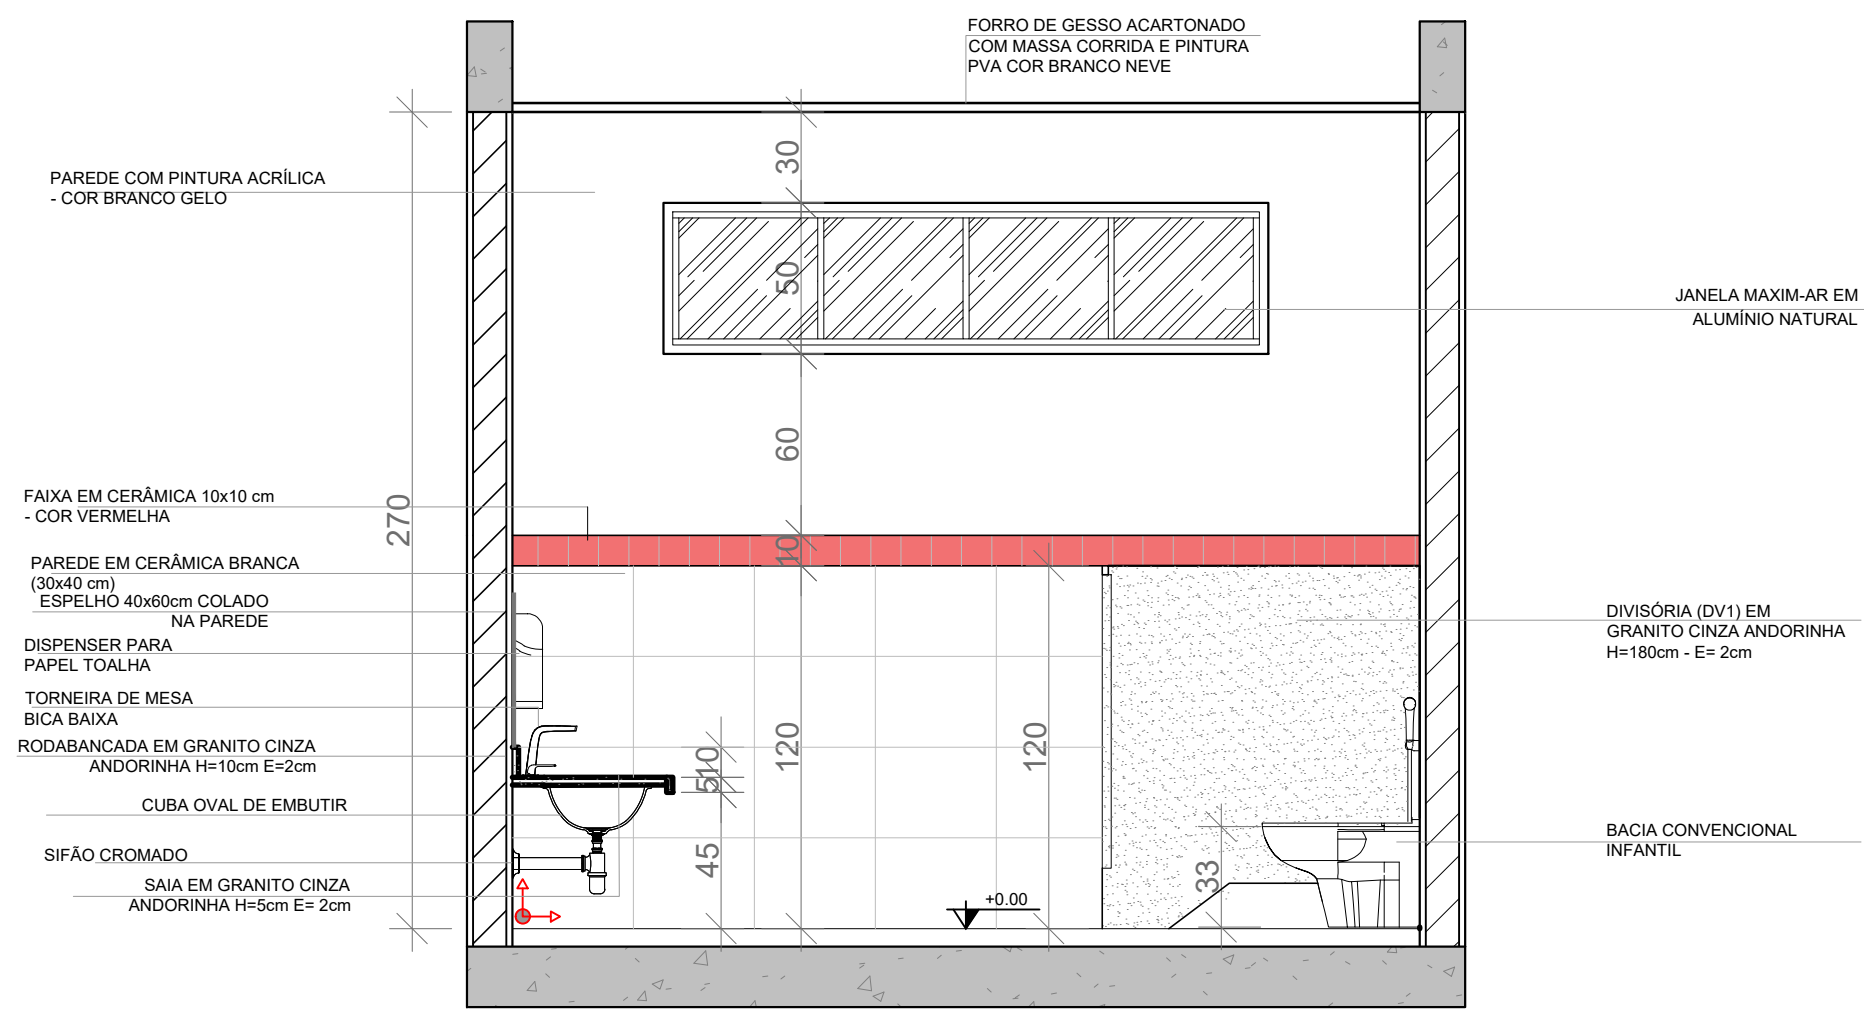 FORRO DE GESSO ACARTONADO
COM MASSA CORRIDA E PINTURA
PVA COR BRANCO NEVE
PAREDE COM PINTURA ACRÍLICA
- COR BRANCO GELO
JANELA MAXIM-AR EM
ALUMÍNIO NATURAL
FAIXA EM CERÂMICA 10x10 cm
- COR VERMELHA
PAREDE EM CERÂMICA BRANCA
(30x40 cm)
ESPELHO 40x60cm COLADO
NA PAREDE
DISPENSER PARA
PAPEL TOALHA
TORNEIRA DE MESA
BICA BAIXA
RODABANCADA EM GRANITO CINZA
ANDORINHA H=10cm E=2cm
CUBA OVAL DE EMBUTIR
SIFÃO CROMADO
SAIA EM GRANITO CINZA
ANDORINHA H=5cm E= 2cm
DIVISÓRIA (DV1) EM
GRANITO CINZA ANDORINHA
H=180cm - E= 2cm
BACIA CONVENCIONAL
INFANTIL
270
30
50
60
10
120
10
5
45
120
33
+0.00